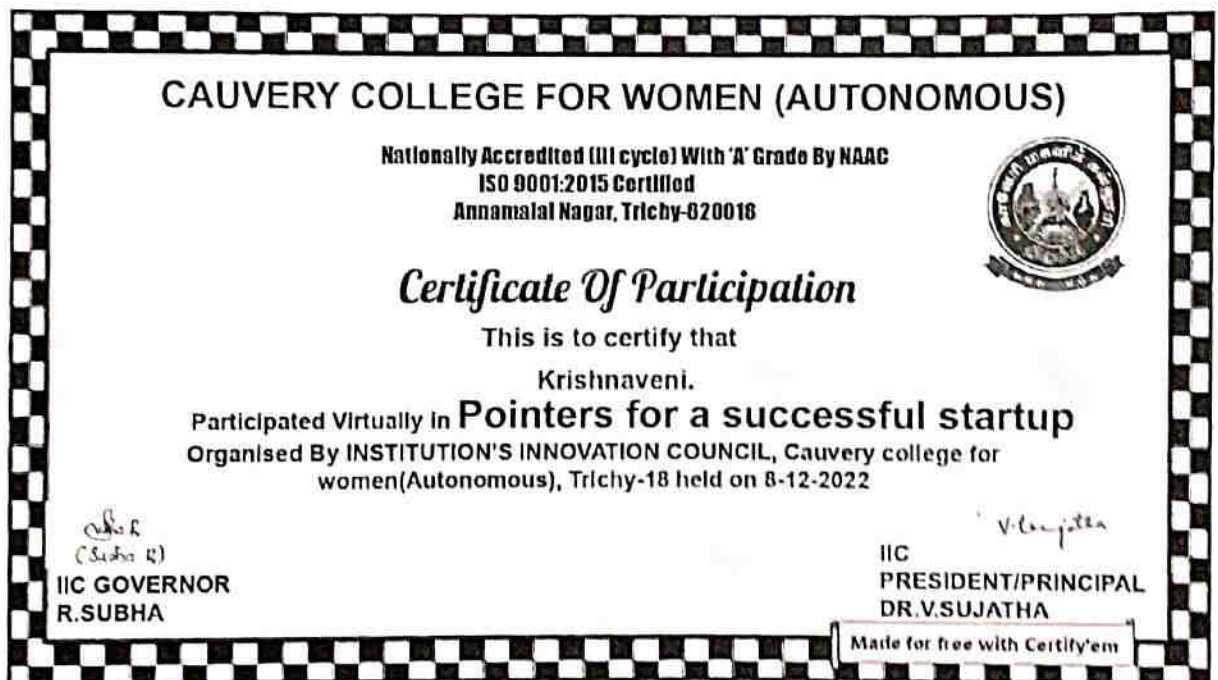 CAUVERY COLLEGE FOR WOMEN (AUTONOMOUS)
Nationally Accredited (III cycle) With 'A' Grade By NAAC
ISO 9001:2015 Certified
Annamalai Nagar, Trichy-620018
Certificate Of Participation
This is to certify that
Krishnaveni.
Participated Virtually in Pointers for a successful startup
Organised By INSTITUTION'S INNOVATION COUNCIL, Cauvery college for
women(Autonomous), Trichy-18 held on 8-12-2022
(Subha R)
IIC GOVERNOR
R.SUBHA
V. Sujatha
IIC
PRESIDENT/PRINCIPAL
DR.V.SUJATHA
Made for free with Certify'em